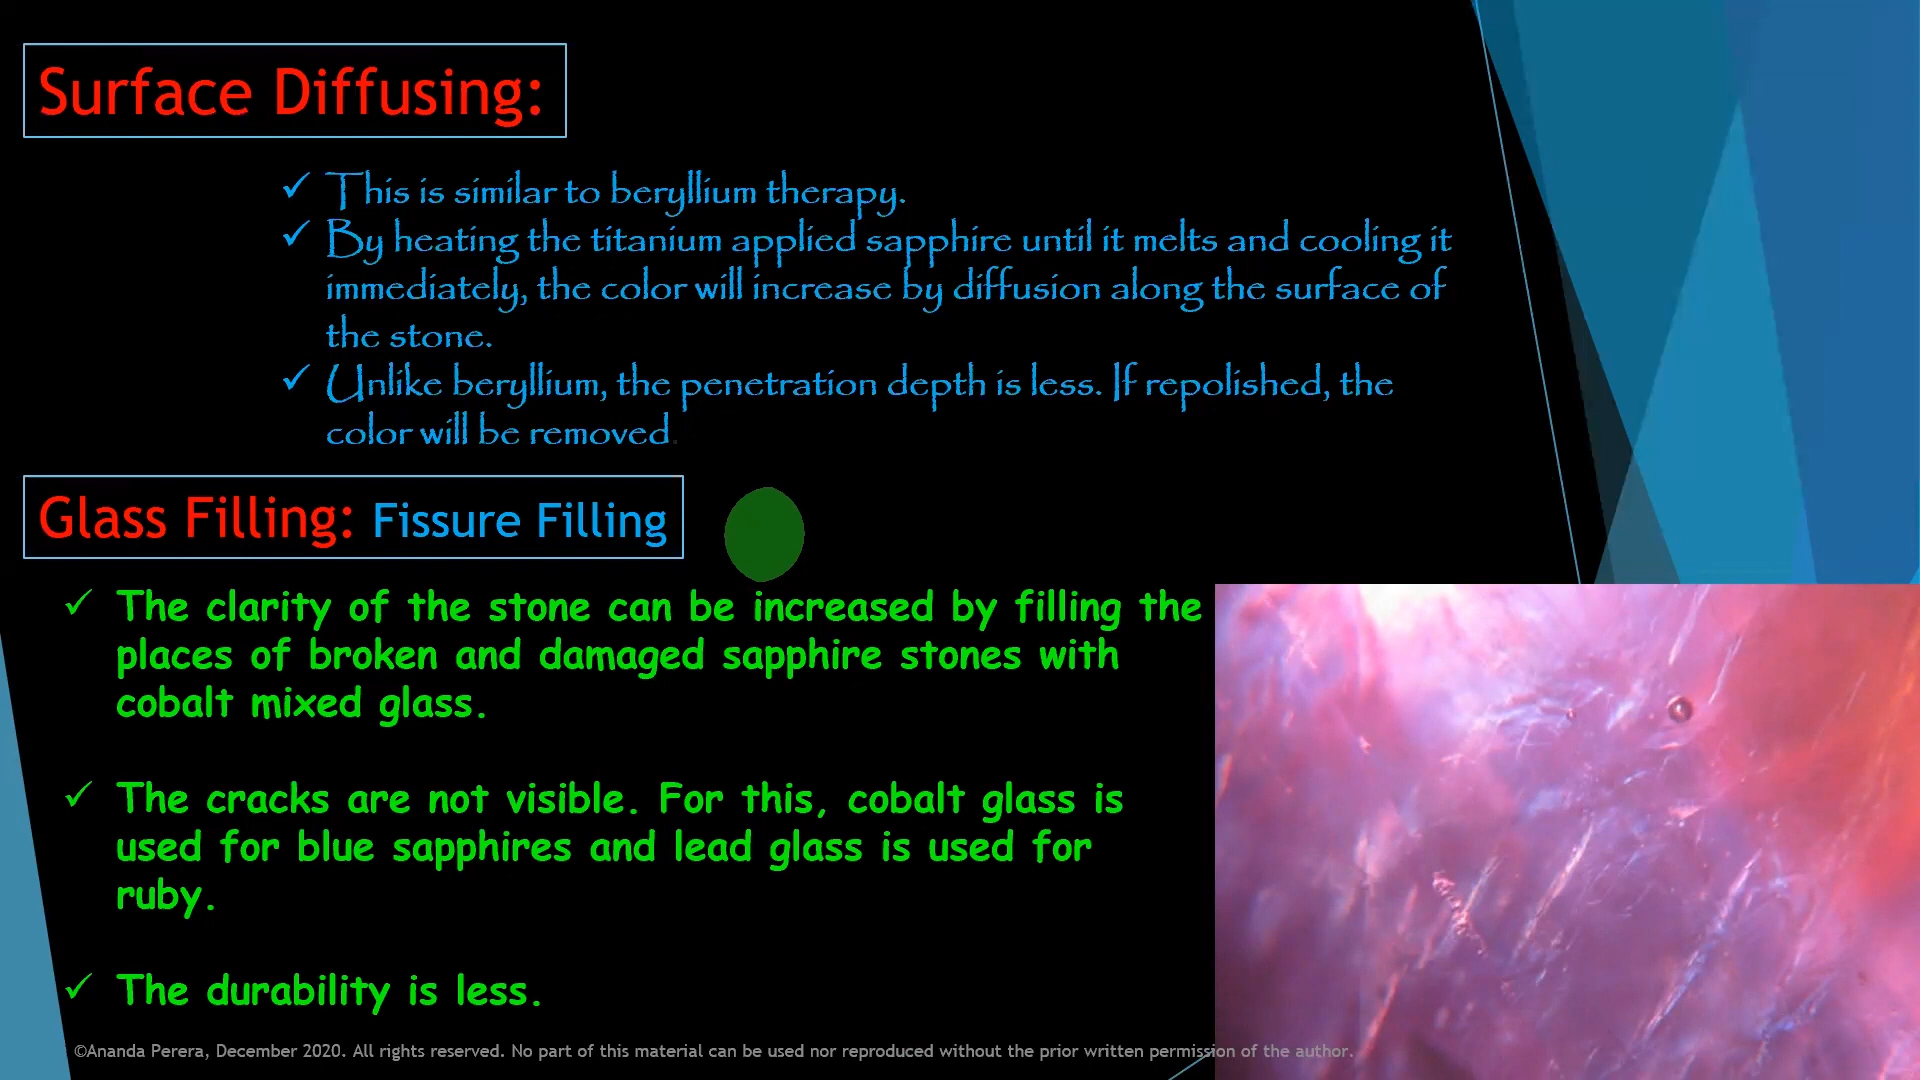 Surface Diffusing:
✓ This is similar to beryllium therapy.
✓ By heating the titanium applied sapphire until it melts and cooling it
immediately, the color will increase by diffusion along the surface of
the stone.
✓ Unlike beryllium, the penetration depth is less. If repolished, the
color will be removed.
Glass Filling: Fissure Filling
✓ The clarity of the stone can be increased by filling the
places of broken and damaged sapphire stones with
cobalt mixed glass.
✓ The cracks are not visible. For this, cobalt glass is
used for blue sapphires and lead glass is used for
ruby.
✓ The durability is less.
©Ananda Perera, December 2020. All rights reserved. No part of this material can be used nor reproduced without the prior written permission of the author.